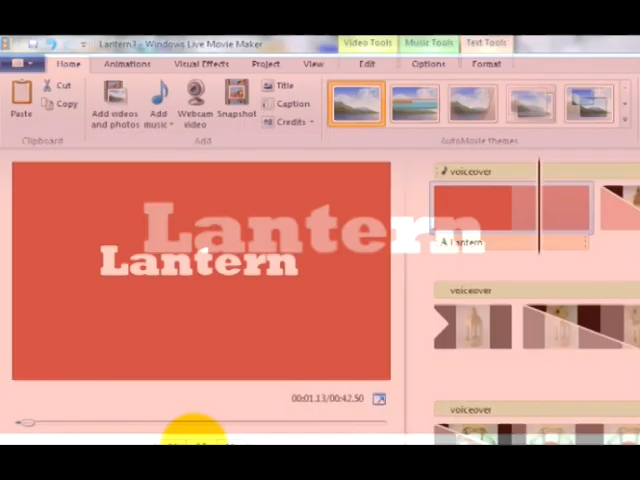 Lantern3 - Windows Live Movie Maker
Video Tools Music Tools Text Tools
Home Animations Visual Effects Project View Edit Options Format
Paste
Cut
Copy
Add videos and photos
Add music
Webcam video
Snapshot
Title
Caption
Credits
Clipboard
Add
AutoMovie themes
voiceover
Lantern
Lantern
A Lantern
voiceover
00:01.13/00:42.50
voiceover